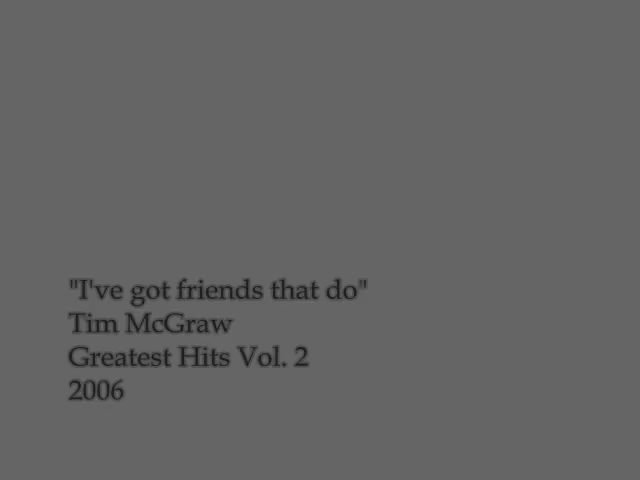 "I've got friends that do"
Tim McGraw
Greatest Hits Vol. 2
2006